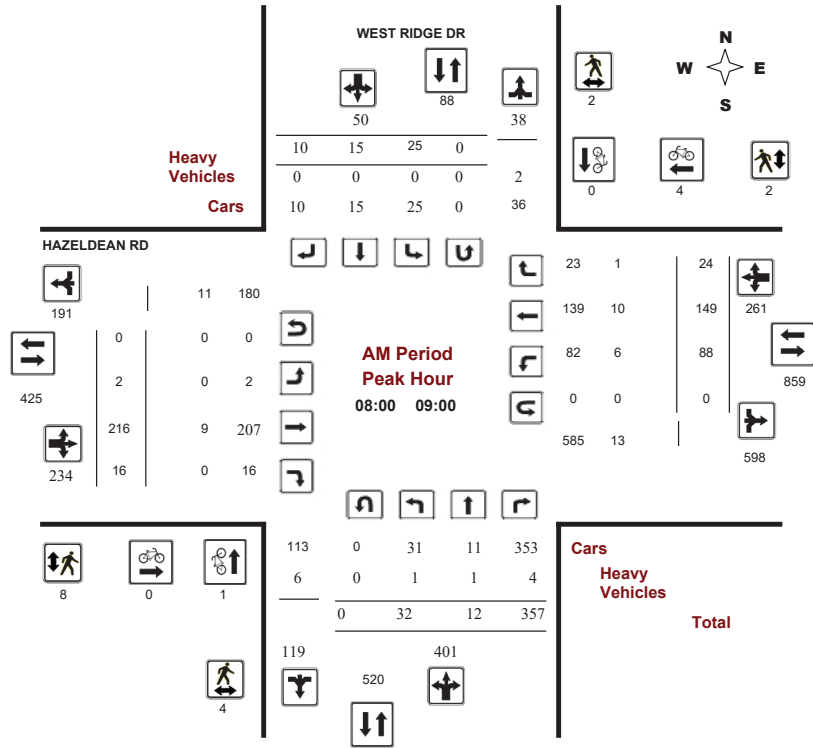 WEST RIDGE DR
N
W E
S
88
2
50 38
10 15 25 0
Heavy
Vehicles
0 0 0 0 2
Cars 10 15 25 0 36
0 4 2
HAZELDEAN RD
191
11 180
23 1 24
261
0 0 0
139 10 149
425
2 0 2
AM Period
Peak Hour
08:00 09:00
82 6 88
859
216 9 207
0 0 0
234
16 0 16
585 13
598
113 0 31 11 353 Cars
6 0 1 1 4 Heavy
Vehicles
8 0 1
0 32 12 357 Total
119 401
520
4